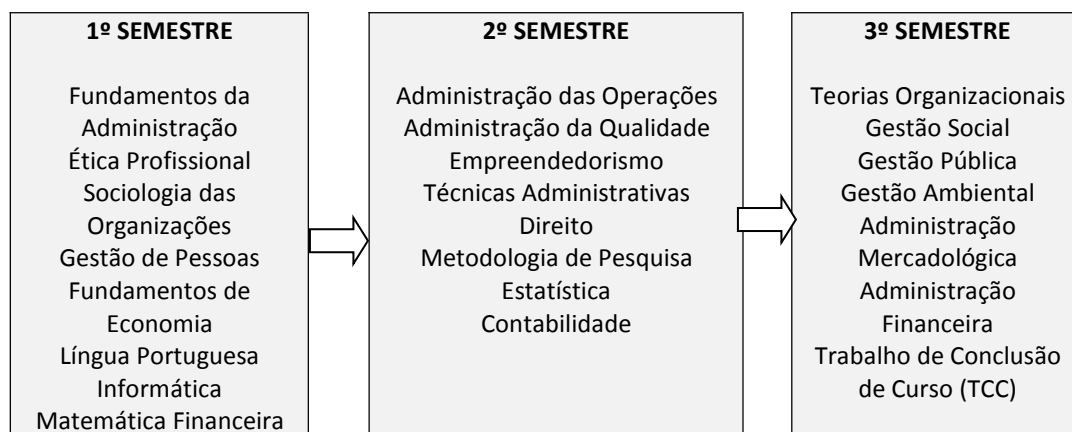 1º SEMESTRE
Fundamentos da
Administração
Ética Profissional
Sociologia das
Organizações
Gestão de Pessoas
Fundamentos de
Economia
Língua Portuguesa
Informática
Matemática Financeira
2º SEMESTRE
Administração das Operações
Administração da Qualidade
Empreendedorismo
Técnicas Administrativas
Direito
Metodologia de Pesquisa
Estatística
Contabilidade
3º SEMESTRE
Teorias Organizacionais
Gestão Social
Gestão Pública
Gestão Ambiental
Administração
Mercadológica
Administração
Financeira
Trabalho de Conclusão
de Curso (TCC)